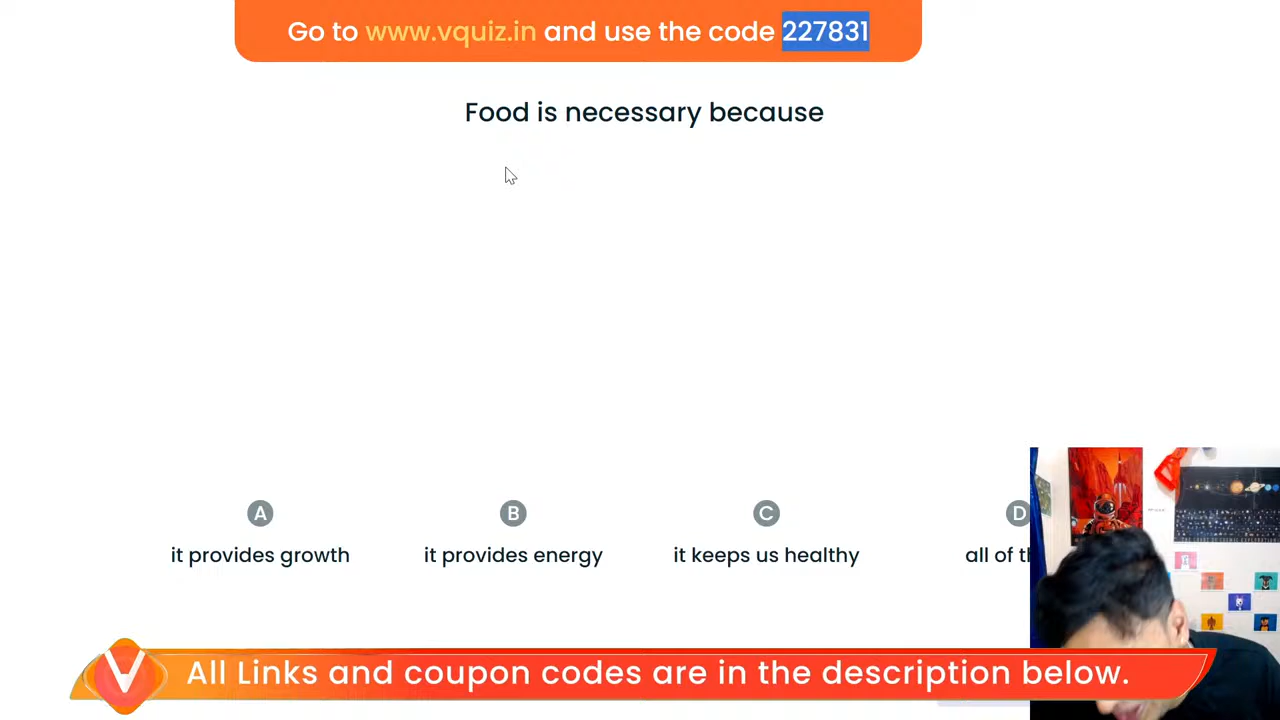 Go to www.vquiz.in and use the code 227831
Food is necessary because
A
B
C
D
it provides growth
it provides energy
it keeps us healthy
all of
V All Links and coupon codes are in the description below.